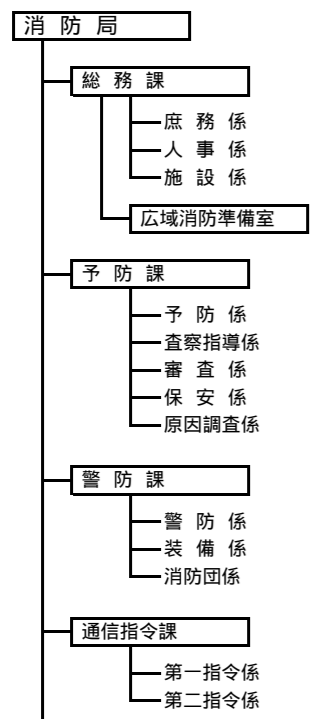 消防局
総務課
庶務係
人事係
施設係
広域消防準備室
予防課
予防係
査察指導係
審査係
保安係
原因調査係
警防課
警防係
装備係
消防団係
通信指令課
第一指令係
第二指令係